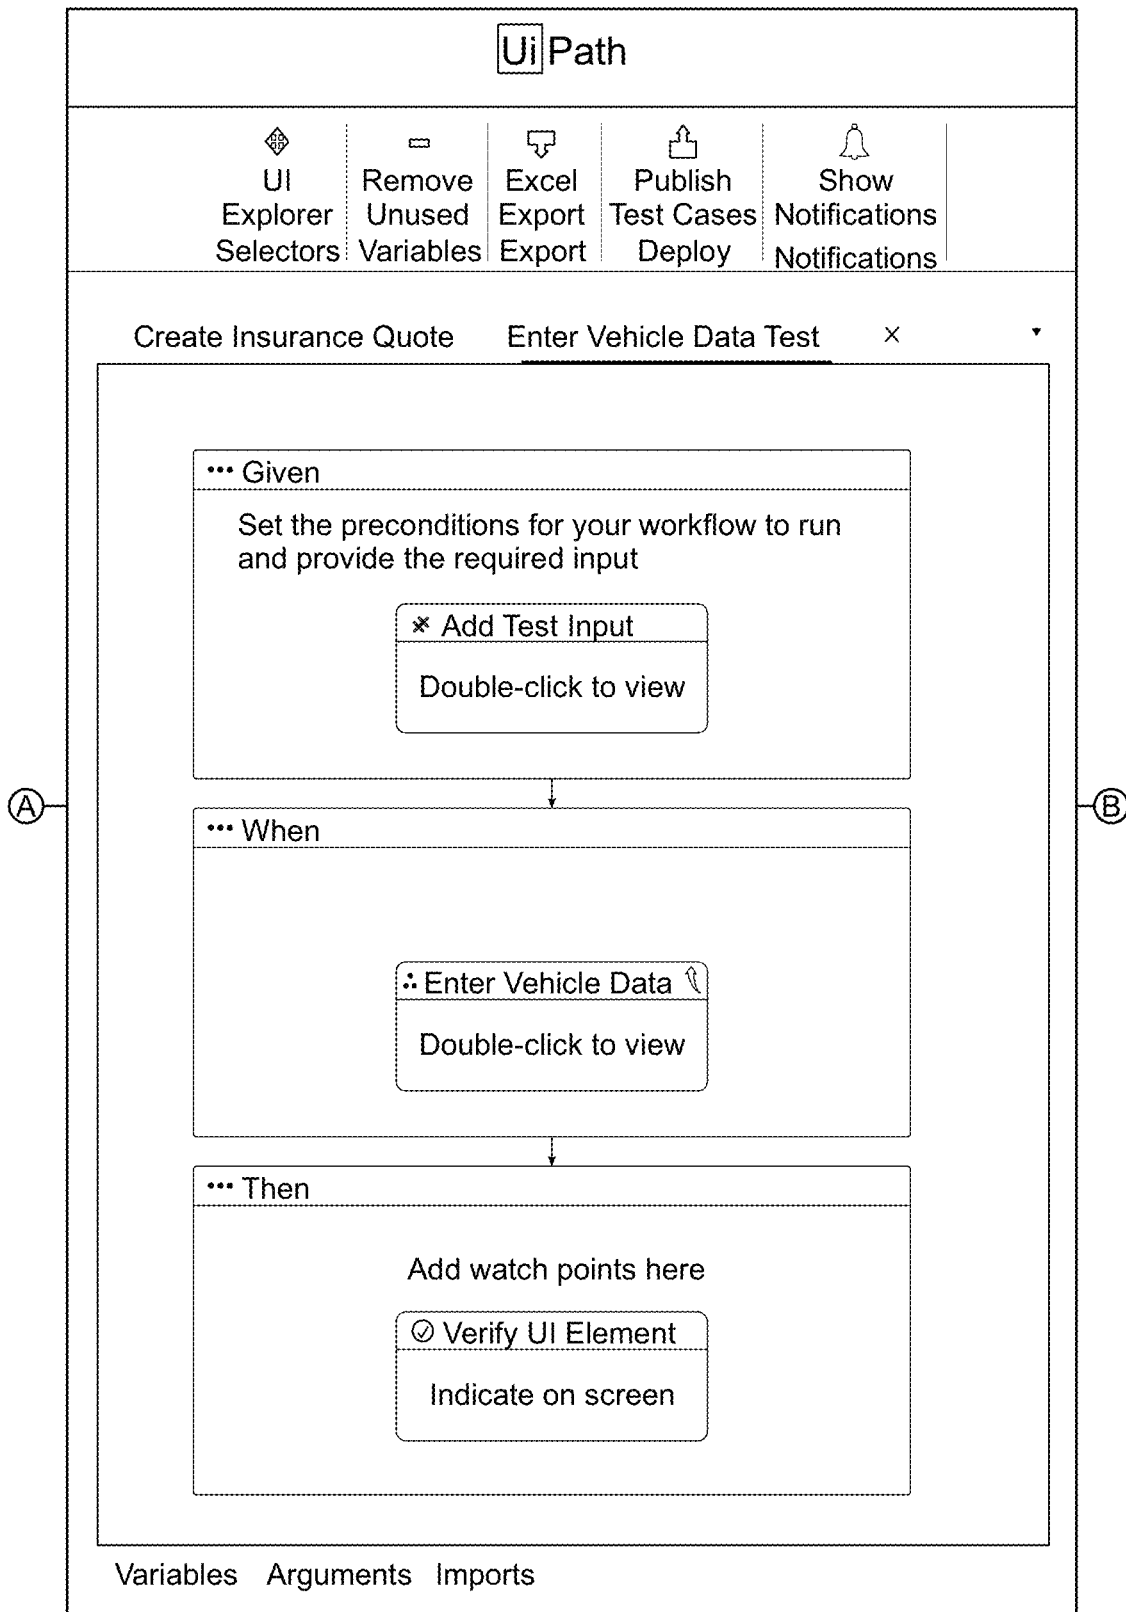 UiPath
UI Explorer Selectors
Remove Unused Variables
Excel Export Export
Publish Test Cases Deploy
Show Notifications Notifications
Create Insurance Quote Enter Vehicle Data Test ×
••• Given
Set the preconditions for your workflow to run
and provide the required input
Add Test Input
Double-click to view
A
B
••• When
Enter Vehicle Data
Double-click to view
••• Then
Add watch points here
Verify UI Element
Indicate on screen
Variables Arguments Imports